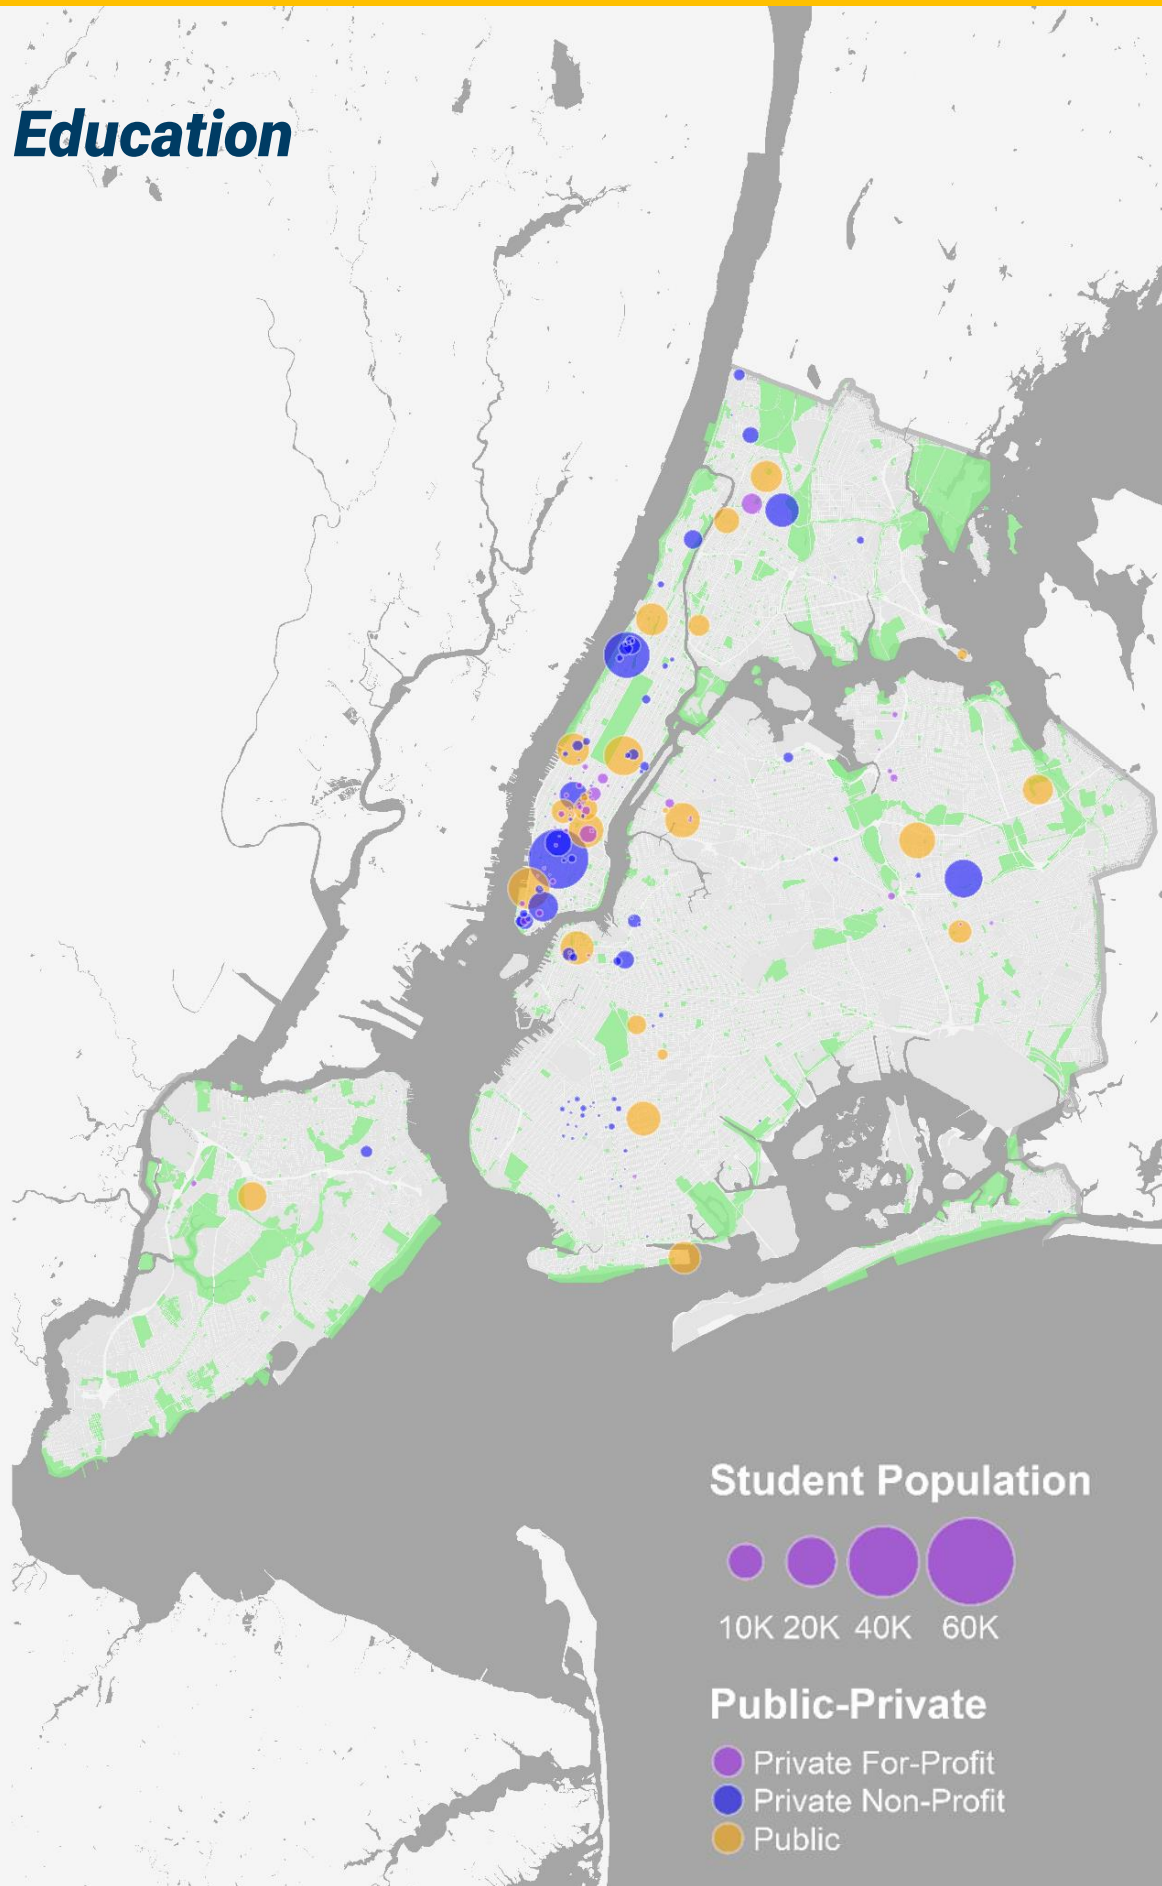 Education
Student Population
10K 20K 40K 60K
Public-Private
Private For-Profit
Private Non-Profit
Public